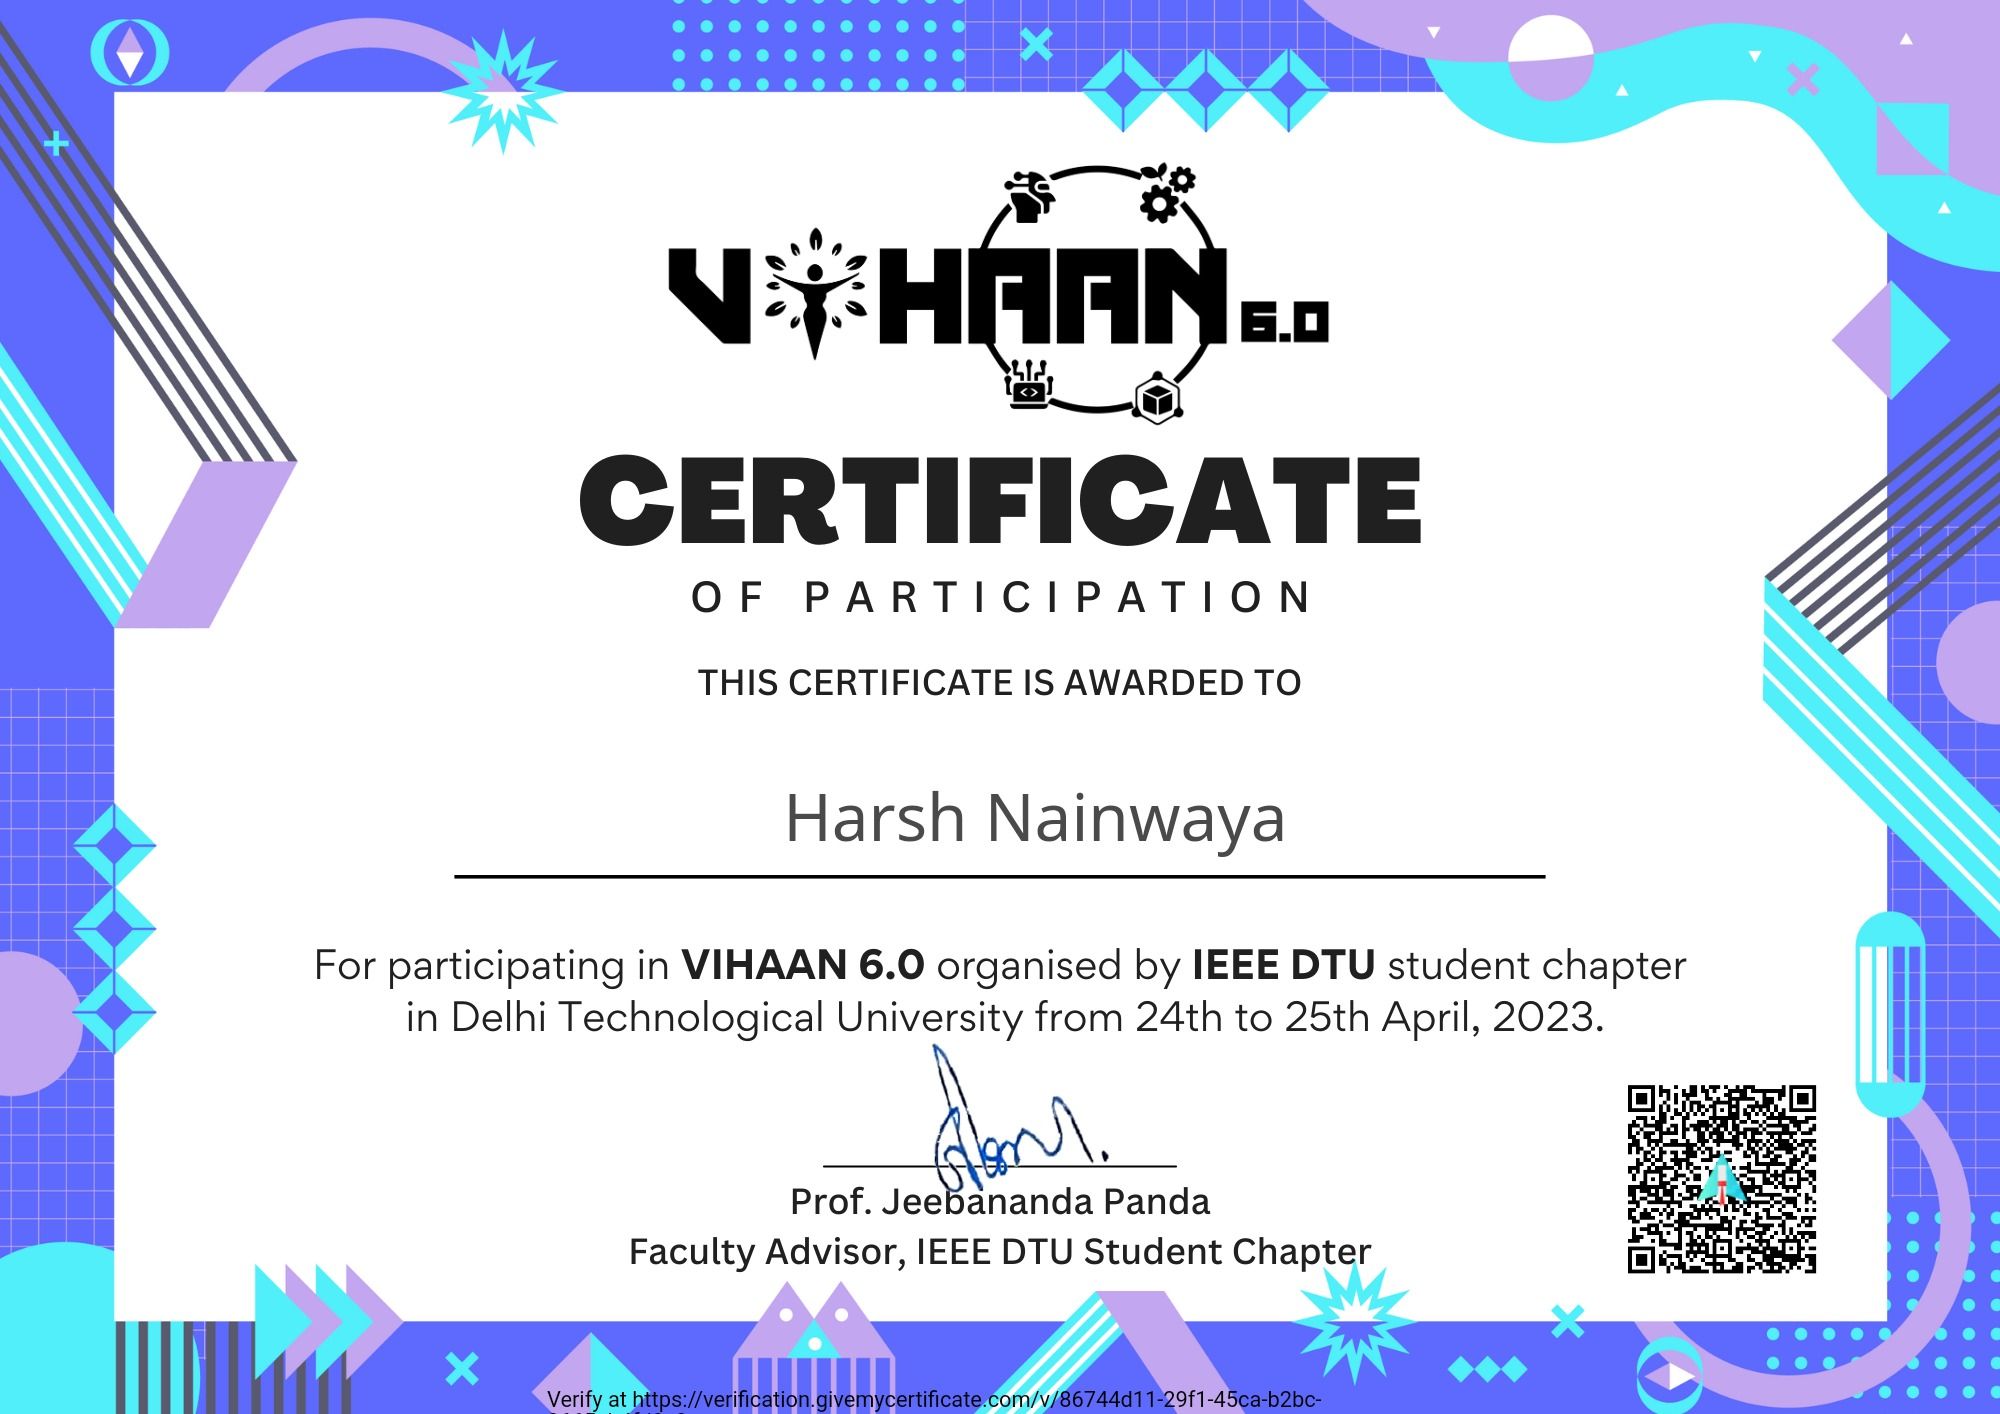 VIHAAN 6.0
CERTIFICATE
OF PARTICIPATION
THIS CERTIFICATE IS AWARDED TO
Harsh Nainwaya
For participating in VIHAAN 6.0 organised by IEEE DTU student chapter
in Delhi Technological University from 24th to 25th April, 2023.
Prof. Jeebananda Panda
Faculty Advisor, IEEE DTU Student Chapter
Verify at https://verification.givemycertificate.com/v/86744d11-29f1-45ca-b2bc-